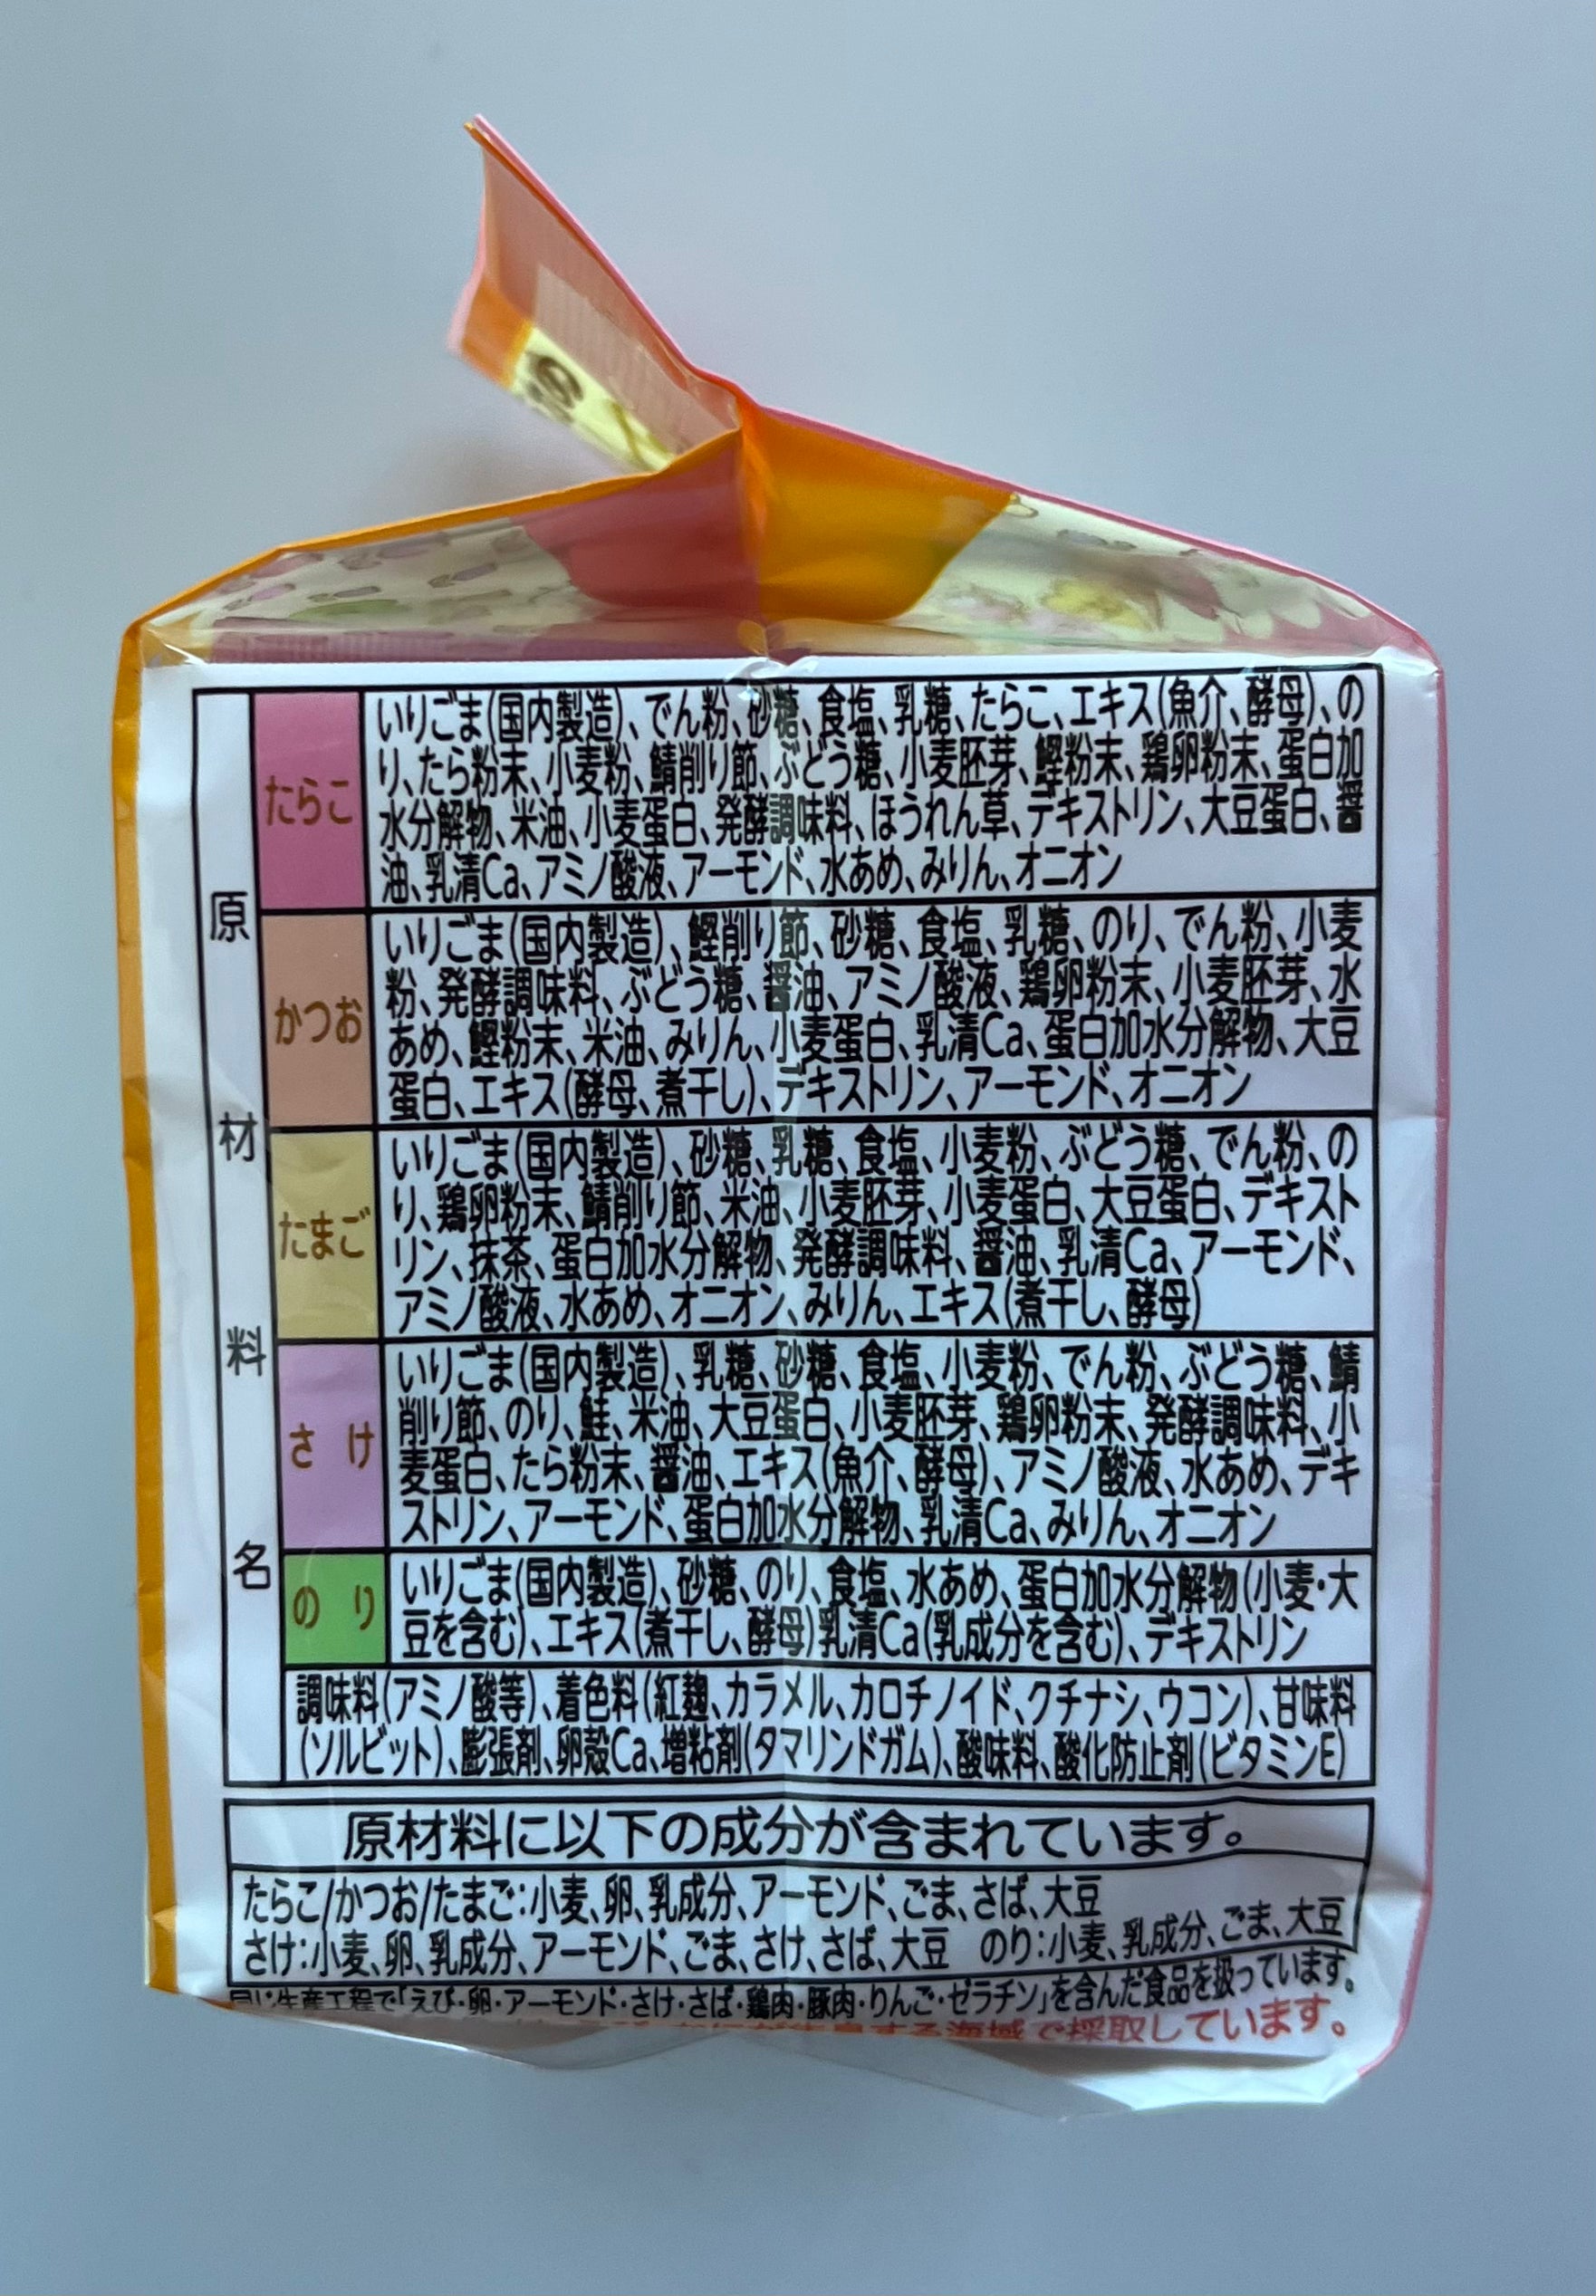 原材料名
たらこ
いりごま(国内製造)、でん粉、砂糖、食塩、乳糖、たらこ、エキス(魚介、酵母)、の
り、たら粉末、小麦粉、鯖削り節、ぶどう糖、小麦胚芽、鰹粉末、鶏卵粉末、蛋白加
水分解物、米油、小麦蛋白、発酵調味料、ほうれん草、デキストリン、大豆蛋白、醤
油、乳清Ca、アミノ酸液、アーモンド、水あめ、みりん、オニオン
かつお
いりごま(国内製造)、鰹削り節、砂糖、食塩、乳糖、のり、でん粉、小麦
粉、発酵調味料、ぶどう糖、醤油、アミノ酸液、鶏卵粉末、小麦胚芽、水
あめ、鰹粉末、米油、みりん、小麦蛋白、乳清Ca、蛋白加水分解物、大豆
蛋白、エキス(酵母、煮干し)、デキストリン、アーモンド、オニオン
たまご
いりごま(国内製造)、砂糖、乳糖、食塩、小麦粉、ぶどう糖、でん粉、の
り、鶏卵粉末、鯖削り節、米油、小麦胚芽、小麦蛋白、大豆蛋白、デキスト
リン、抹茶、蛋白加水分解物、発酵調味料、醤油、乳清Ca、アーモンド、
アミノ酸液、水あめ、オニオン、みりん、エキス(煮干し、酵母)
さけ
いりごま(国内製造)、乳糖、砂糖、食塩、小麦粉、でん粉、ぶどう糖、鯖
削り節、のり、鮭、米油、大豆蛋白、小麦胚芽、鶏卵粉末、発酵調味料、小
麦蛋白、たら粉末、醤油、エキス(魚介、酵母)、アミノ酸液、水あめ、デキ
ストリン、アーモンド、蛋白加水分解物、乳清Ca、みりん、オニオン
のり
いりごま(国内製造)、砂糖、のり、食塩、水あめ、蛋白加水分解物(小麦・大
豆を含む)、エキス(煮干し、酵母)乳清Ca(乳成分を含む)、デキストリン
調味料(アミノ酸等)、着色料(紅麹、カラメル、カロチノイド、クチナシ、ウコン)、甘味料
(ソルビット)、膨張剤、卵殻Ca、増粘剤(タマリンドガム)、酸味料、酸化防止剤(ビタミンE)
原材料に以下の成分が含まれています。
たらこ/かつお/たまご:小麦、卵、乳成分、アーモンド、ごま、さば、大豆
さけ:小麦、卵、乳成分、アーモンド、ごま、さけ、さば、大豆 のり:小麦、乳成分、ごま、大豆
同じ生産工程で「えび・卵・アーモンド・さけ・さば・鶏肉・豚肉・りんご・ゼラチン」を含んだ食品を扱っています。
する海域で採取しています。